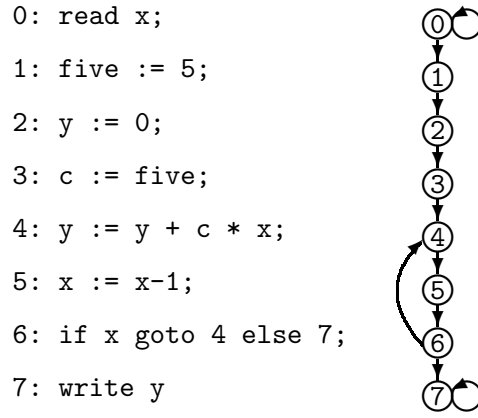 0: read x; 0
1: five := 5; 1
2: y := 0; 2
3: c := five; 3
4: y := y + c * x; 4
5: x := x-1; 5
6: if x goto 4 else 7; 6
7: write y 7